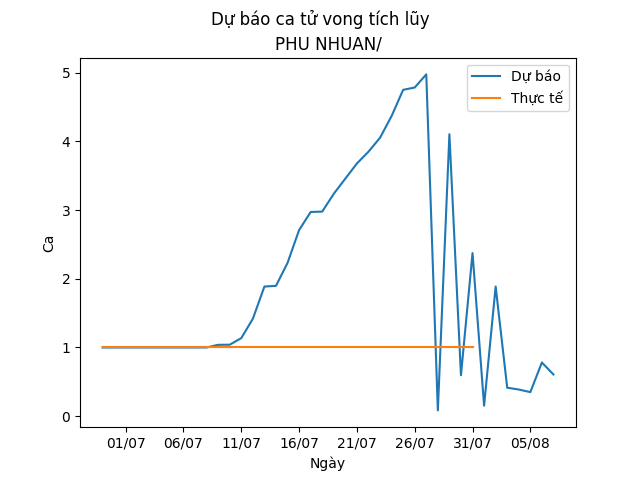 Dự báo ca tử vong tích lũy
PHU NHUAN/
Dự báo
Thực tế
5
4
3
2
1
0
Ca
01/07 06/07 11/07 16/07 21/07 26/07 31/07 05/08
Ngày